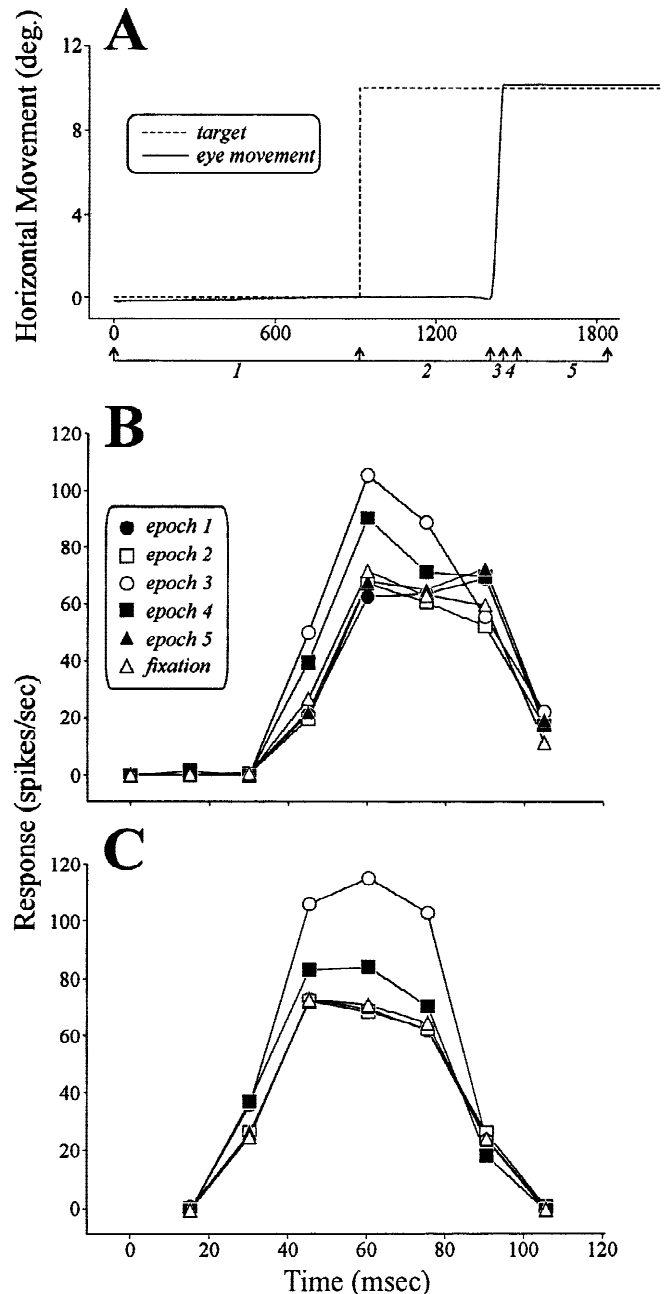 A
Horizontal Movement (deg.)
12
8
4
0
target
eye movement
0 600 1200 1800
1 2 3 4 5
B
120
100
80
60
40
20
0
epoch 1
epoch 2
epoch 3
epoch 4
epoch 5
fixation
Response (spikes/sec)
C
120
100
80
60
40
20
0
0 20 40 60 80 100 120
Time (msec)